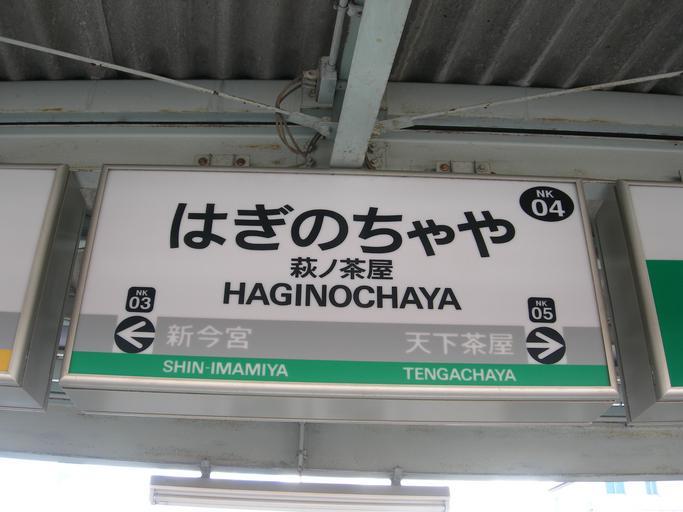 NK
04
はぎのちゃや
萩ノ茶屋
HAGINOCHAYA
NK
03
新今宮
SHIN-IMAMIYA
NK
05
天下茶屋
TENGACHAYA